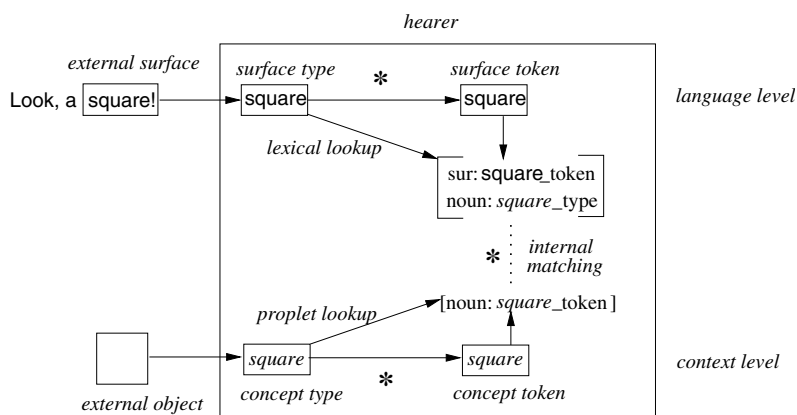 hearer
external surface
surface type
*
surface token
Look, a square!
square
square
language level
lexical lookup
sur: square_token
noun: square_type
*
internal
matching
proplet lookup
[noun: square_token ]
square
square
context level
*
external object
concept type
concept token